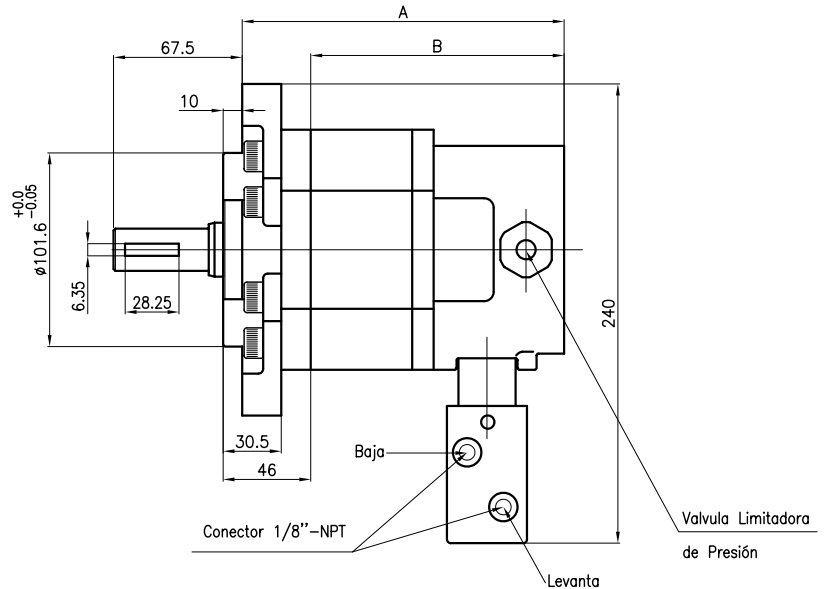 A
67.5
B
10
+0.0
-0.05
ø101.6
6.35
28.25
240
30.5
46
Baja
Conector 1/8”-NPT
Valvula Limitadora
de Presión
Levanta